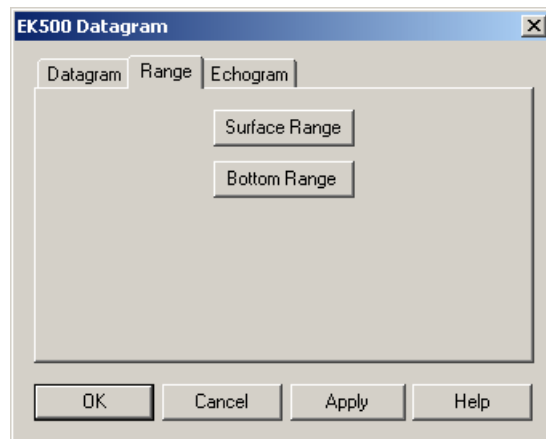 EK500 Datagram
Datagram Range Echogram
Surface Range
Bottom Range
OK Cancel Apply Help